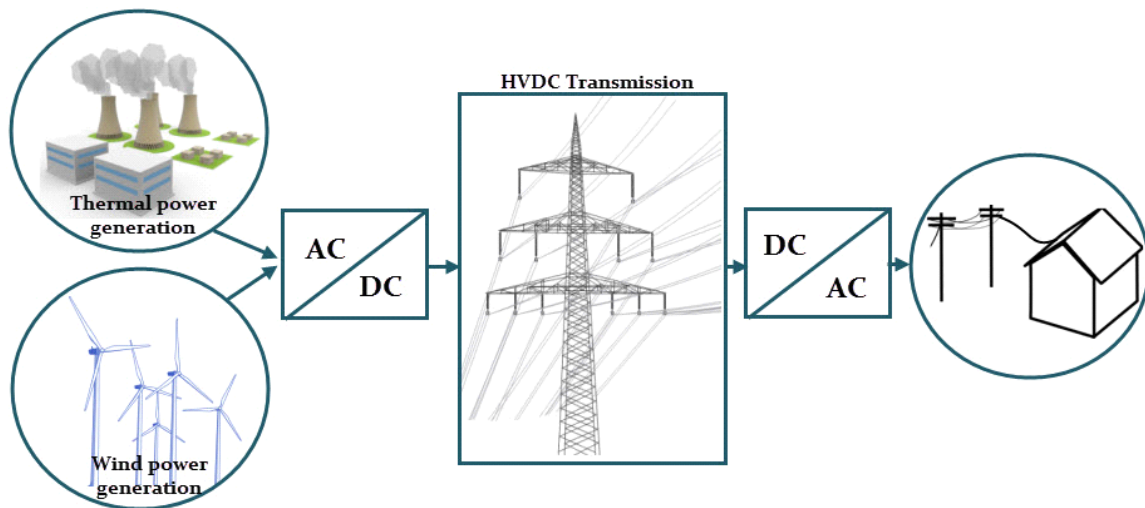 Thermal power
generation
Wind power
generation
AC
DC
HVDC Transmission
DC
AC